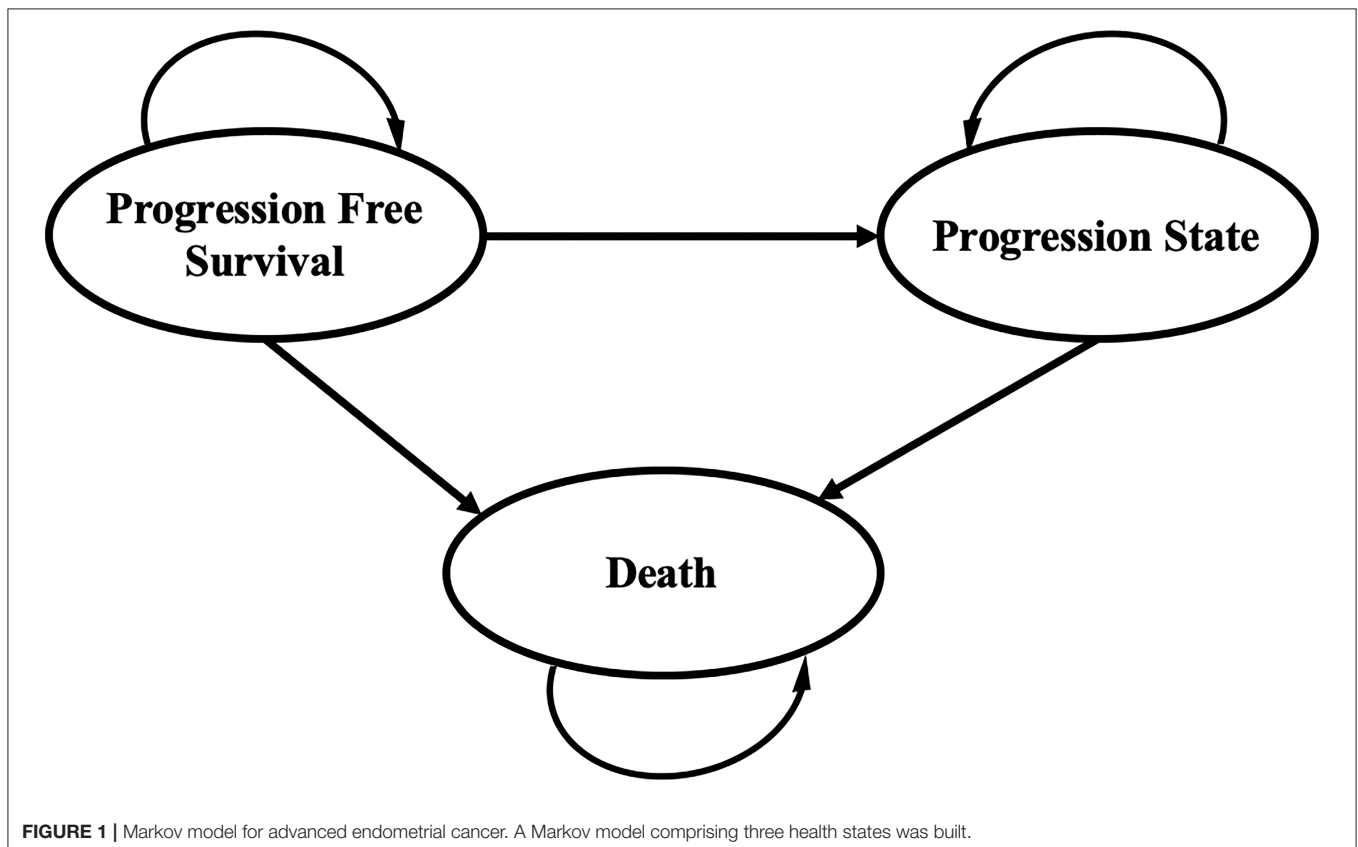 Progression Free
Survival
Progression State
Death
FIGURE 1 | Markov model for advanced endometrial cancer. A Markov model comprising three health states was built.